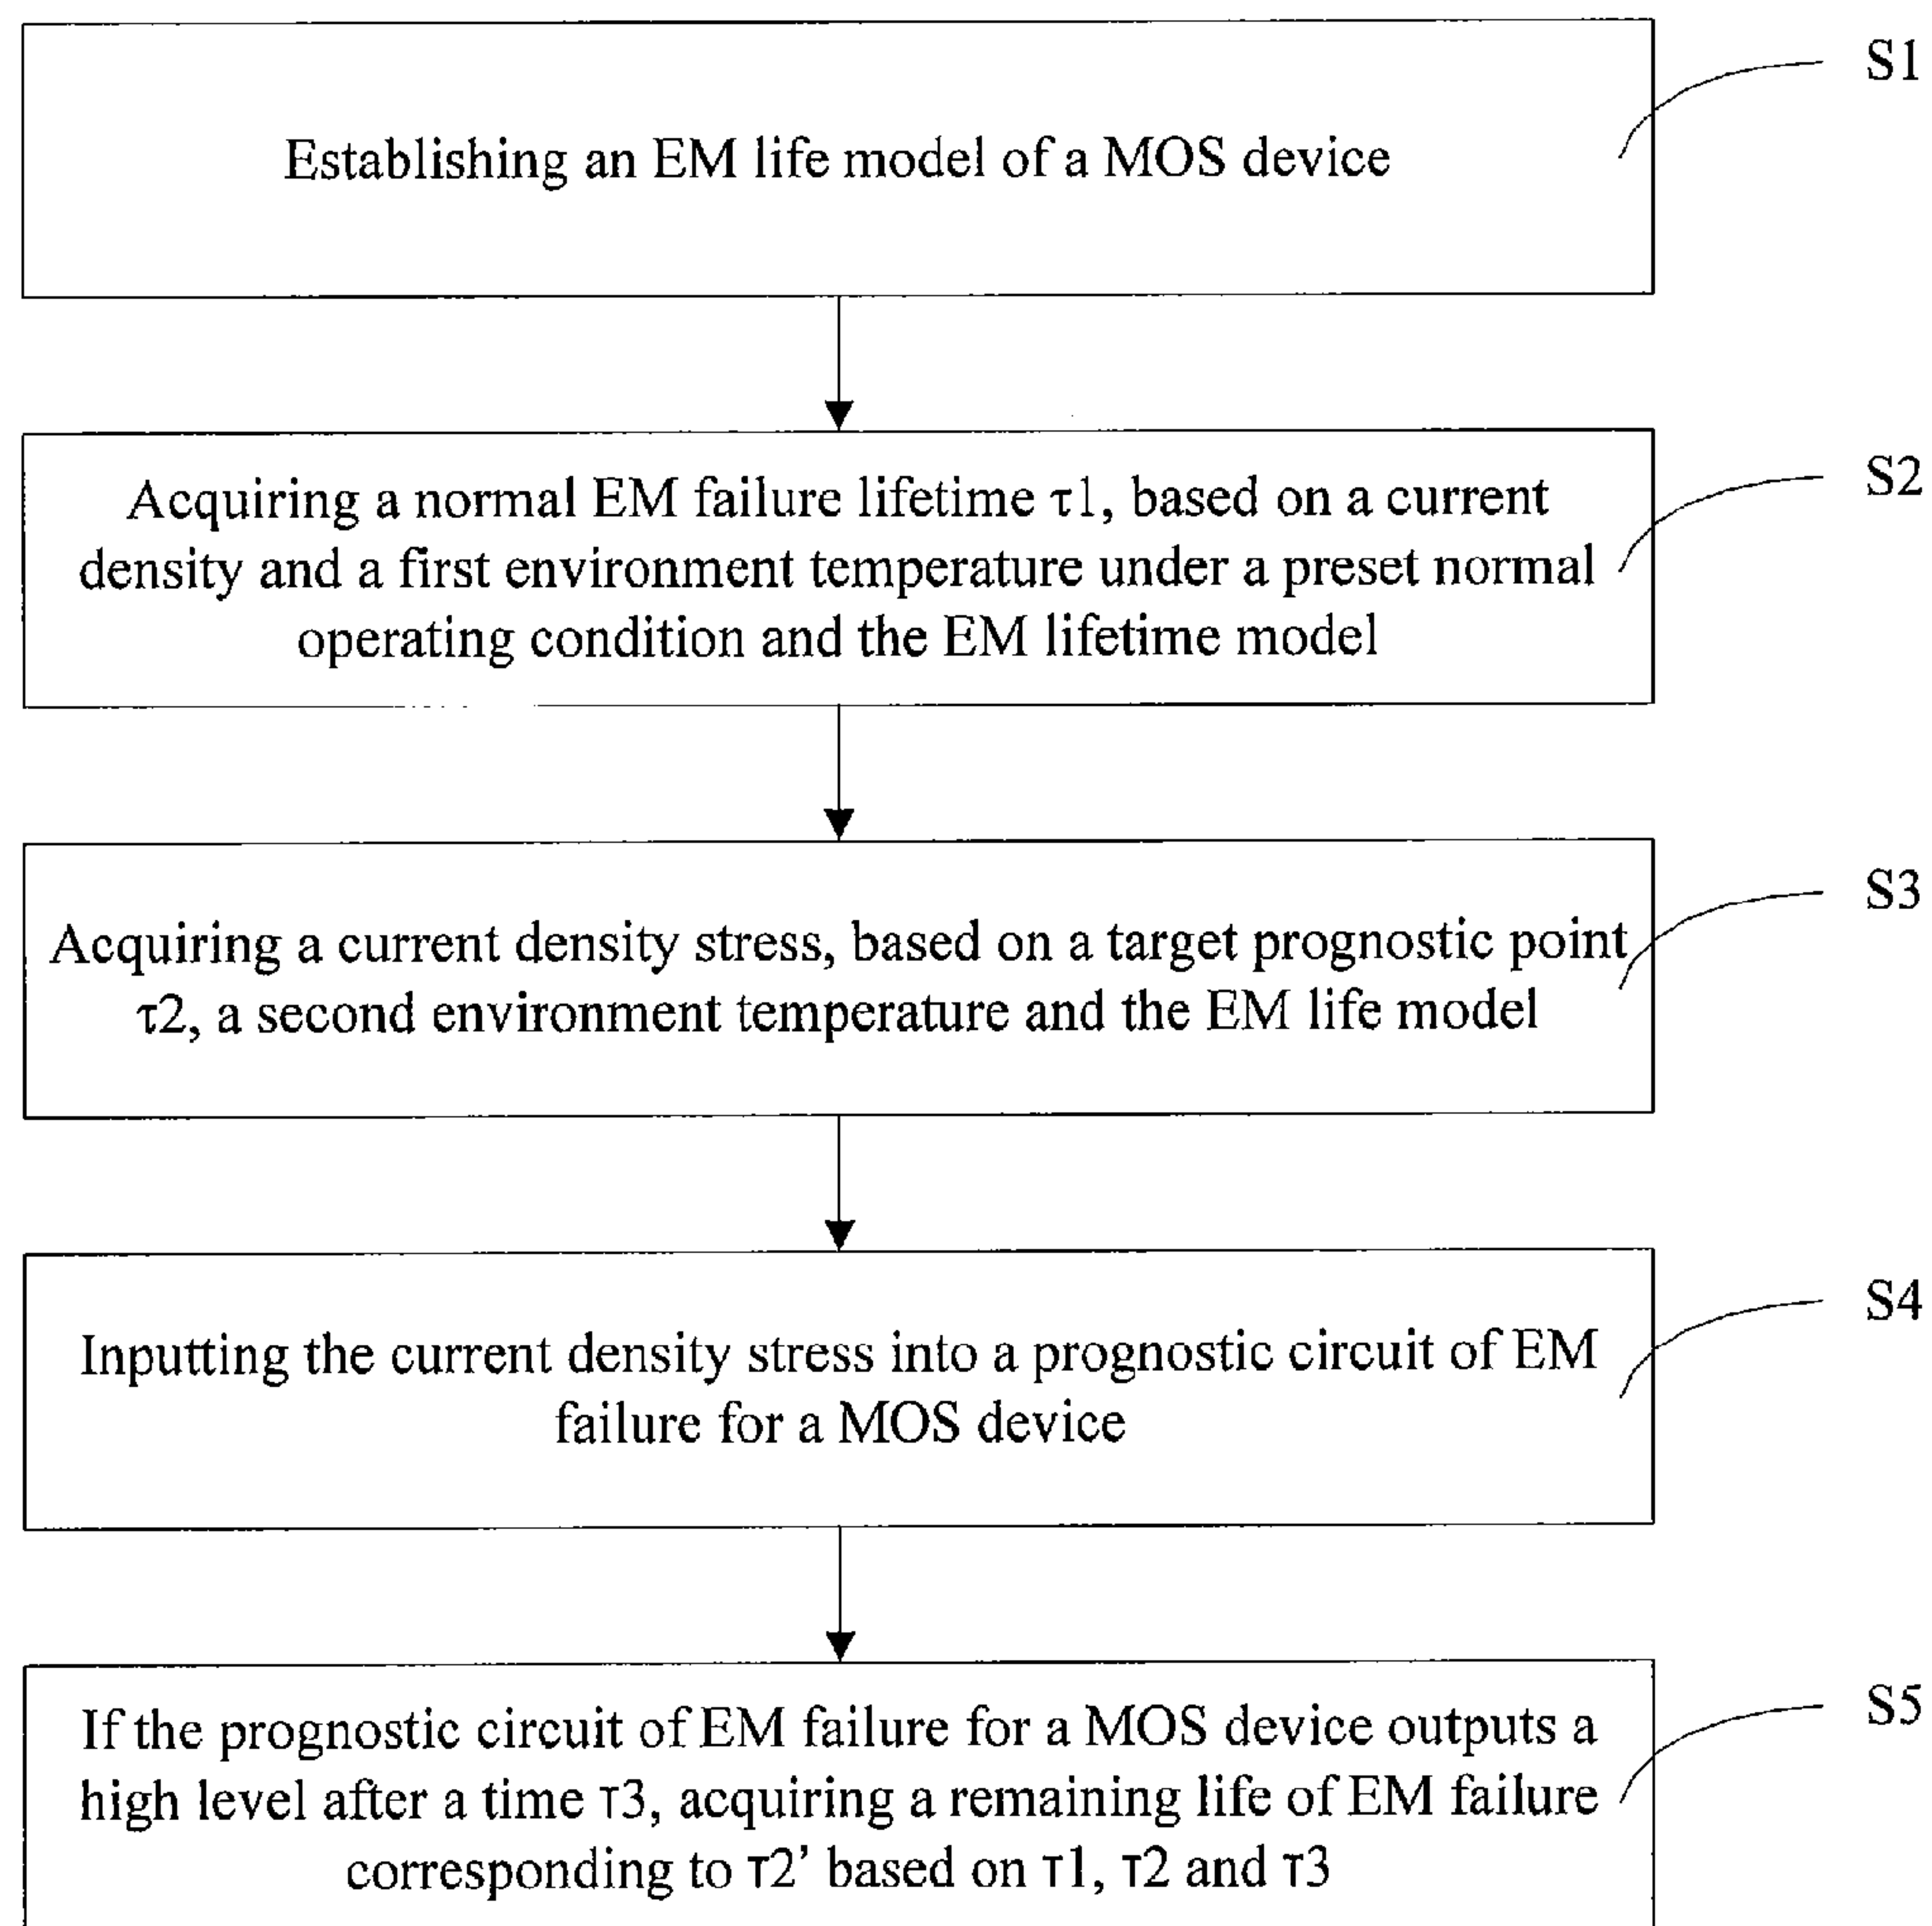 S1
Establishing an EM life model of a MOS device
S2
Acquiring a normal EM failure lifetime τ1, based on a current
density and a first environment temperature under a preset normal
operating condition and the EM lifetime model
S3
Acquiring a current density stress, based on a target prognostic point
τ2, a second environment temperature and the EM life model
S4
Inputting the current density stress into a prognostic circuit of EM
failure for a MOS device
S5
If the prognostic circuit of EM failure for a MOS device outputs a
high level after a time τ3, acquiring a remaining life of EM failure
corresponding to τ2’ based on τ1, τ2 and τ3